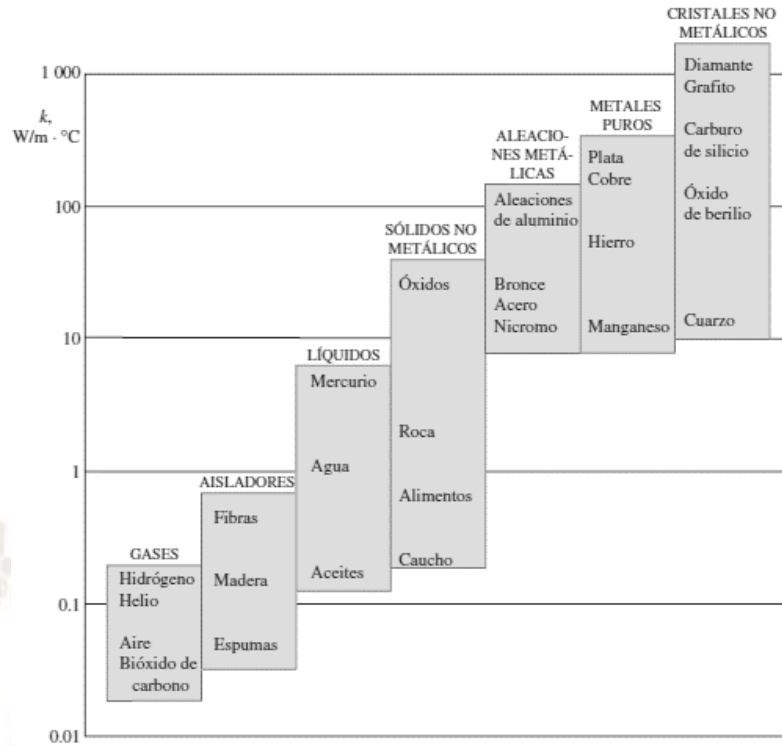 CRISTALES NO
METÁLICOS
1 000
k,
W/m · °C
100
10
1
0.1
0.01
GASES
Hidrógeno
Helio
Aire
Bióxido de
carbono
AISLADORES
Fibras
Madera
Espumas
LÍQUIDOS
Mercurio
Agua
Aceites
SÓLIDOS NO
METÁLICOS
Óxidos
Roca
Alimentos
Caucho
ALEACIO-
NES METÁ-
LICAS
Aleaciones
de aluminio
Bronce
Acero
Nicromo
METALES
PUROS
Plata
Cobre
Hierro
Manganeso
Diamante
Grafito
Carburo
de silicio
Óxido
de berilio
Cuarzo